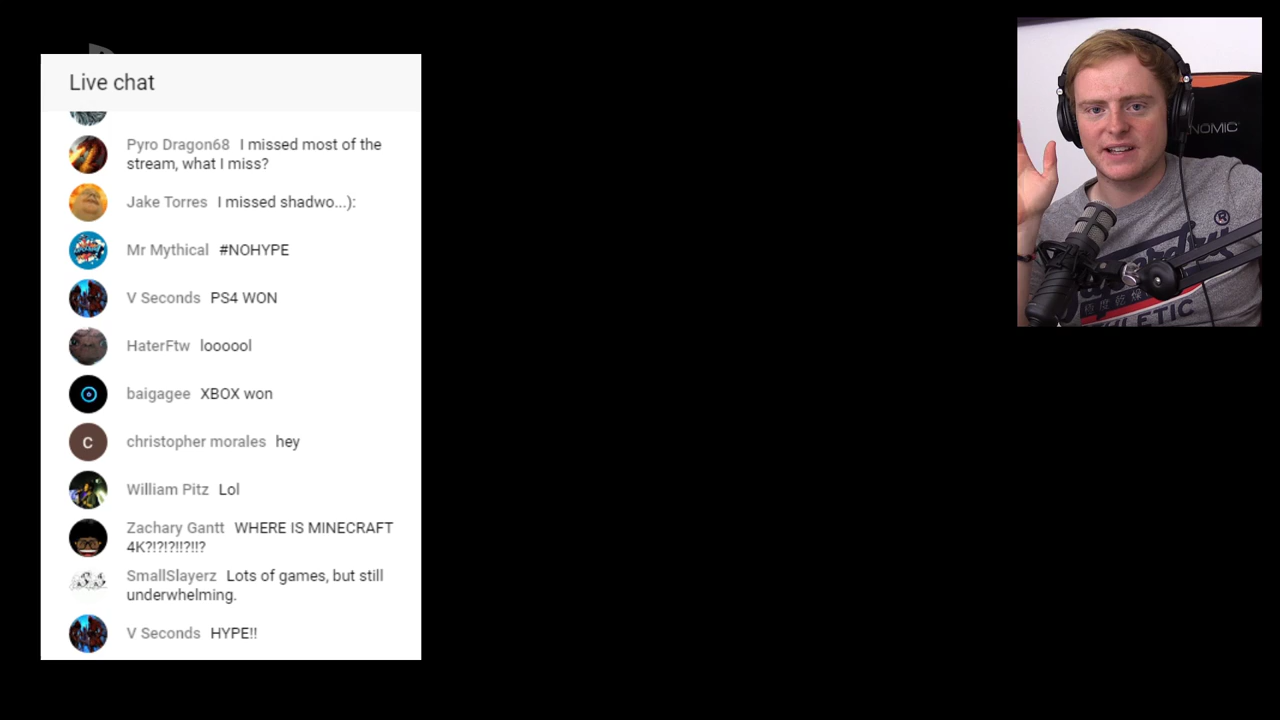 Live chat
Pyro Dragon68 I missed most of the
stream, what I miss?
Jake Torres I missed shadwo...):
Mr Mythical #NOHYPE
V Seconds PS4 WON
HaterFtw loooool
baigagee XBOX won
C
christopher morales hey
William Pitz Lol
Zachary Gantt WHERE IS MINECRAFT
4K?!?!?!!?!!?
SmallSlayerz Lots of games, but still
underwhelming.
V Seconds HYPE!!
NOMIC